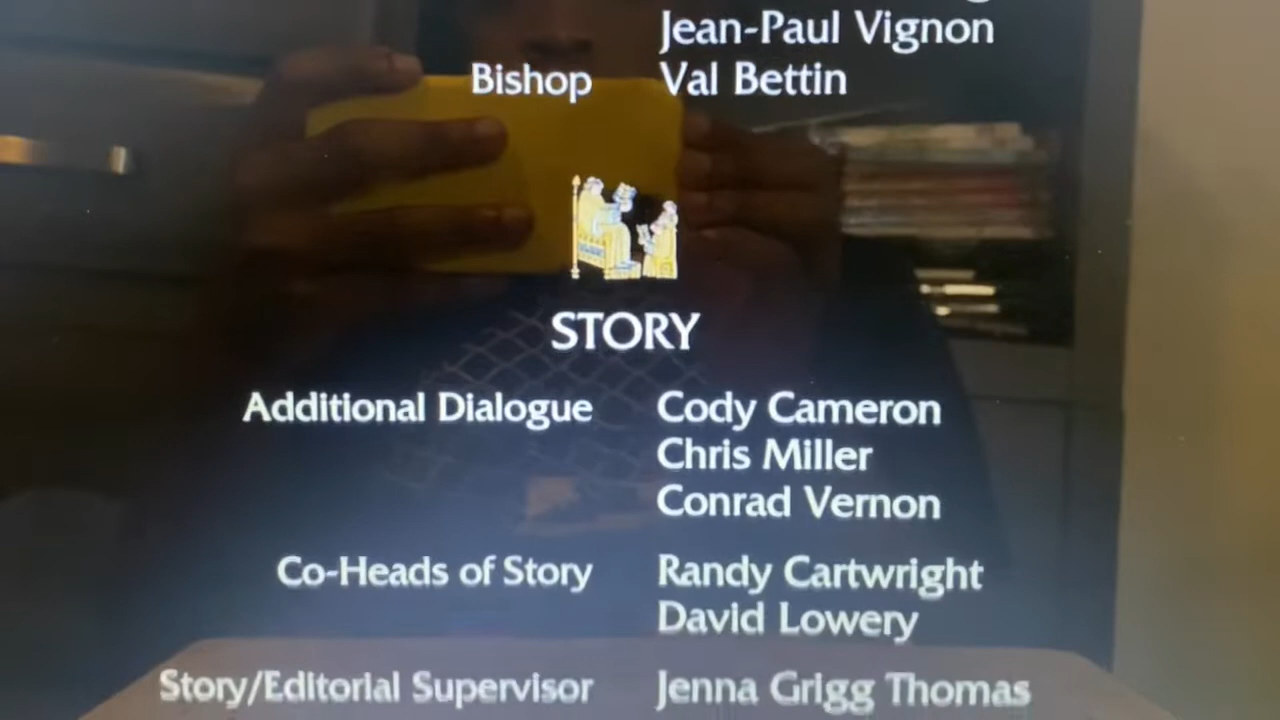 Jean-Paul Vignon
Bishop Val Bettin
STORY
Additional Dialogue Cody Cameron
Chris Miller
Conrad Vernon
Co-Heads of Story Randy Cartwright
David Lowery
Story/Editorial Supervisor Jenna Grigg Thomas